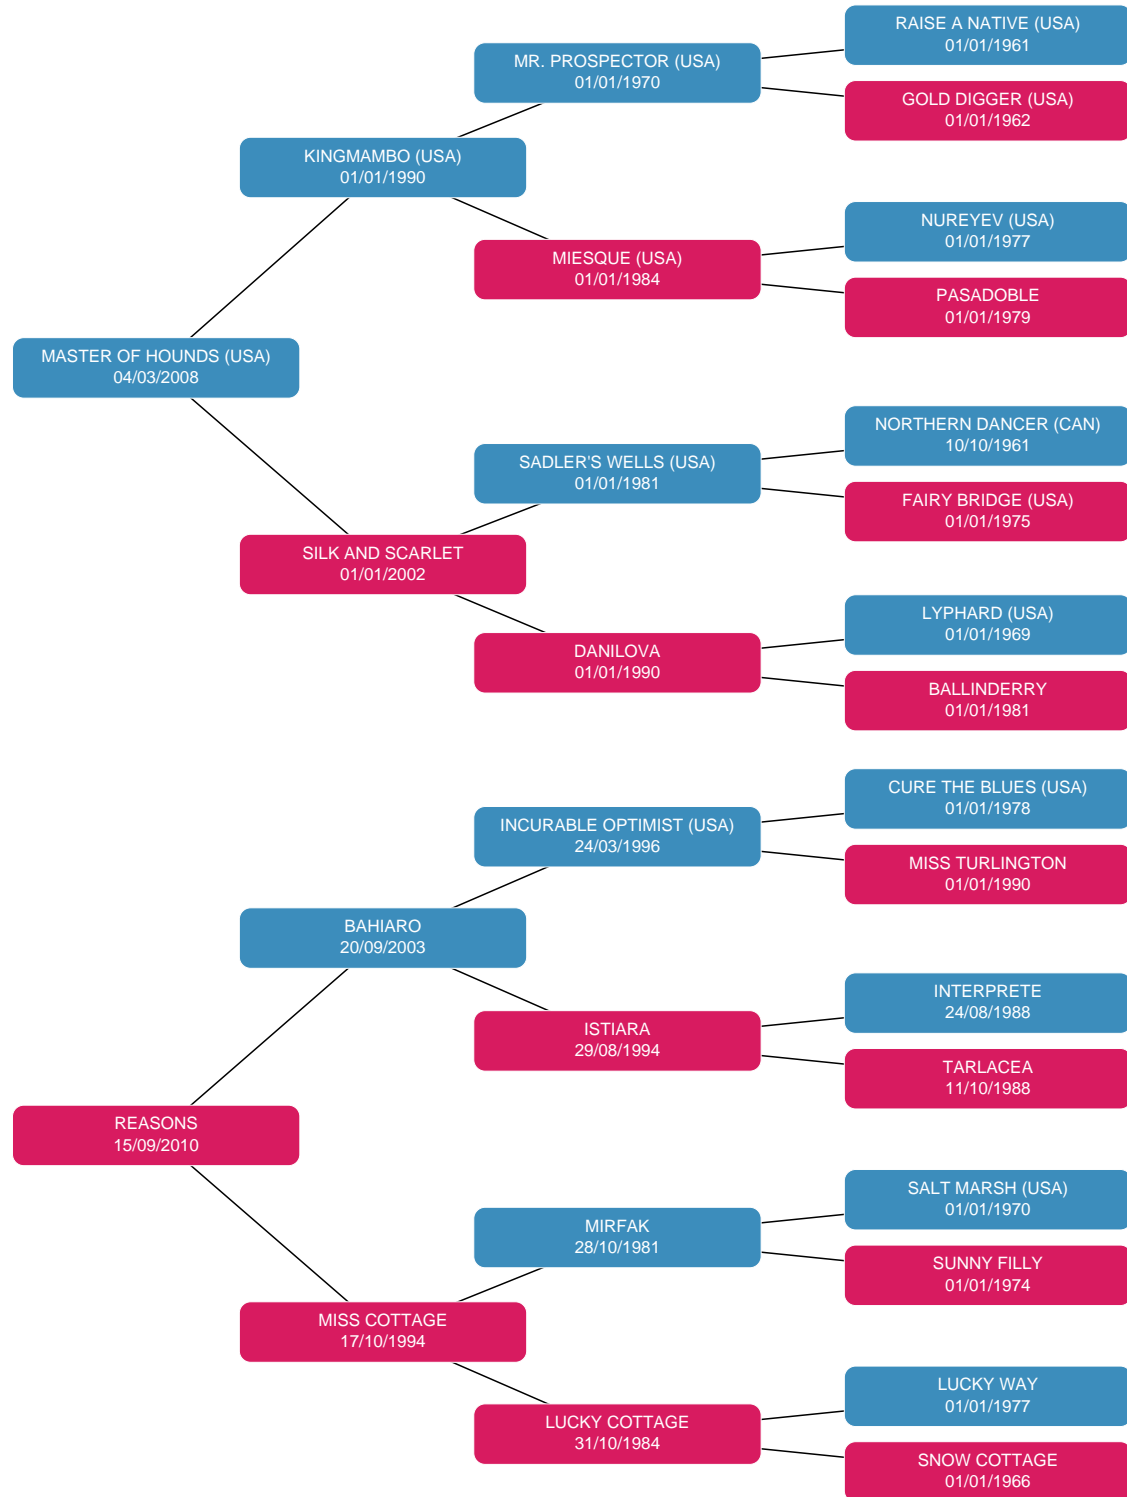 RAISE A NATIVE (USA)
01/01/1961
MR. PROSPECTOR (USA)
01/01/1970
GOLD DIGGER (USA)
01/01/1962
KINGMAMBO (USA)
01/01/1990
NUREYEV (USA)
01/01/1977
MIESQUE (USA)
01/01/1984
PASADOBLE
01/01/1979
MASTER OF HOUNDS (USA)
04/03/2008
NORTHERN DANCER (CAN)
10/10/1961
SADLER'S WELLS (USA)
01/01/1981
FAIRY BRIDGE (USA)
01/01/1975
SILK AND SCARLET
01/01/2002
LYPHARD (USA)
01/01/1969
DANILOVA
01/01/1990
BALLINDERRY
01/01/1981
CURE THE BLUES (USA)
01/01/1978
INCURABLE OPTIMIST (USA)
24/03/1996
MISS TURLINGTON
01/01/1990
BAHIARO
20/09/2003
INTERPRETE
24/08/1988
ISTIARA
29/08/1994
TARLACEA
11/10/1988
REASONS
15/09/2010
SALT MARSH (USA)
01/01/1970
MIRFAK
28/10/1981
SUNNY FILLY
01/01/1974
MISS COTTAGE
17/10/1994
LUCKY WAY
01/01/1977
LUCKY COTTAGE
31/10/1984
SNOW COTTAGE
01/01/1966